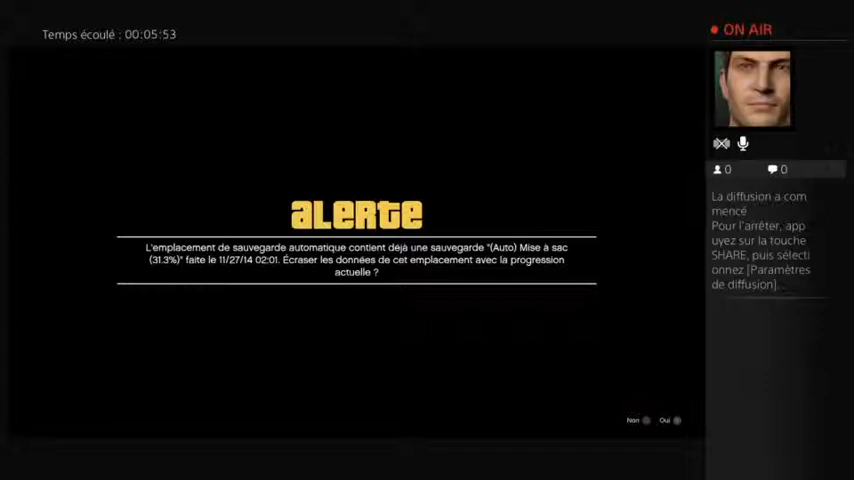 Temps écoulé : 00:05:53
ON AIR
0
0
La diffusion a com
mencé
Pour l'arrêter, app
uyez sur la touche
SHARE, puis sélecti
onnez [Paramètres
de diffusion].
alerte
L'emplacement de sauvegarde automatique contient déjà une sauvegarde "(Auto) Mise à sac
(31.3%)" faite le 11/27/14 02:01. Écraser les données de cet emplacement avec la progression
actuelle ?
Non
Oui